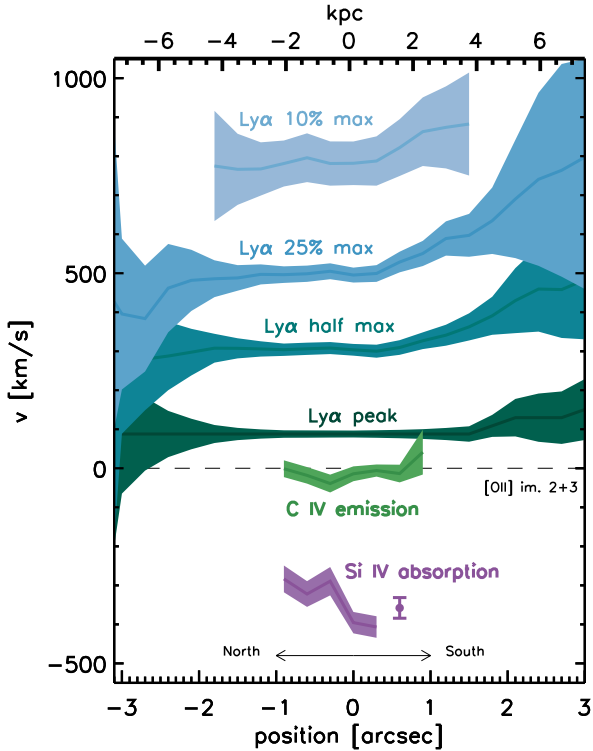 kpc
−6 −4 −2 0 2 4 6
1000
Lyα 10% max
Lyα 25% max
500
Lyα half max
Lyα peak
0
[OII] im. 2+3
C IV emission
Si IV absorption
North South
−500
−3 −2 −1 0 1 2 3
position [arcsec]
v [km/s]